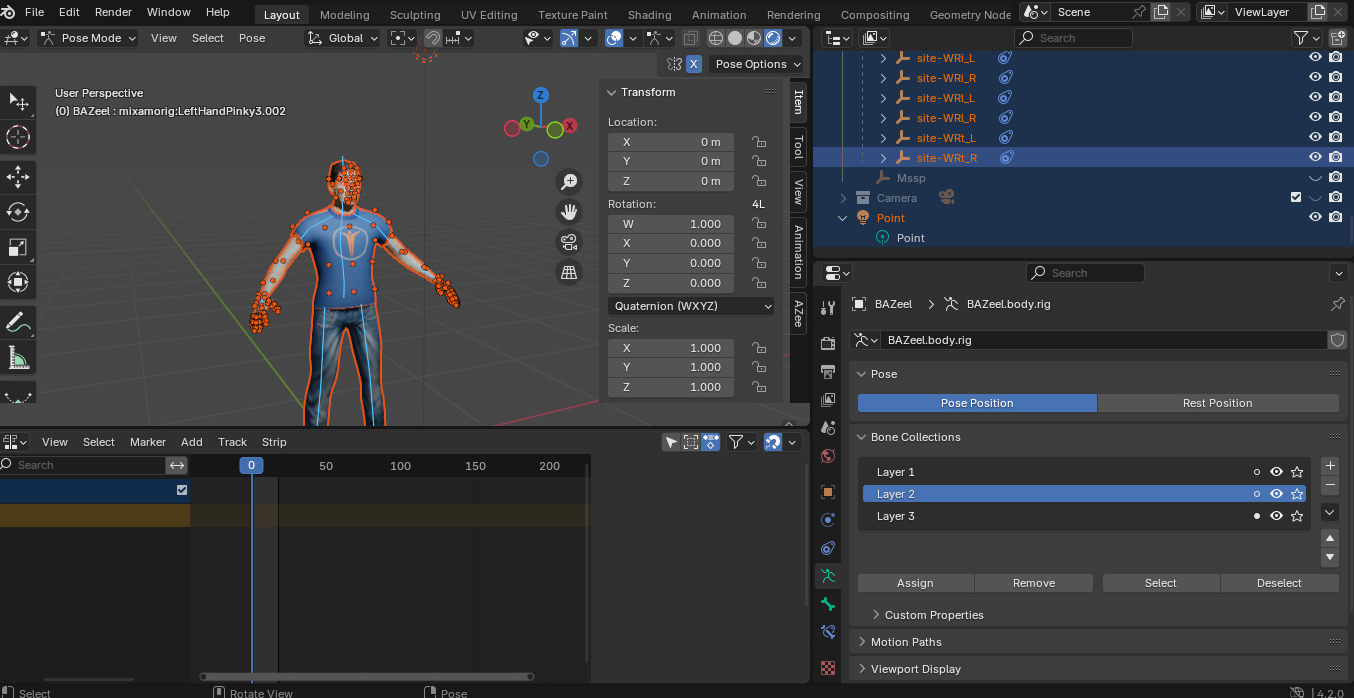 File Edit Render Window Help Layout Modeling Sculpting UV Editing Texture Paint Shading Animation Rendering Compositing Geometry Node Scene ViewLayer
Pose Mode View Select Pose Global Search
X Pose Options
User Perspective
(0) BAZeel : mixamorig:LeftHandPinky3.002
Z
Y
X
Transform
Location:
X 0 m
Y 0 m
Z 0 m
Rotation: 4L
W 1.000
X 0.000
Y 0.000
Z 0.000
Quaternion (WXYZ)
Scale:
X 1.000
Y 1.000
Z 1.000
Item
Tool
View
Animation
AZee
site-WRi_L
site-WRi_R
site-WRl_L
site-WRl_R
site-WRt_L
site-WRt_R
Mssp
Camera
Point
Point
Search
BAZeel > BAZeel.body.rig
BAZeel.body.rig
Pose
Pose Position Rest Position
Bone Collections
Layer 1
Layer 2
Layer 3
Assign Remove Select Deselect
Custom Properties
Motion Paths
Viewport Display
View Select Marker Add Track Strip
Search
0 50 100 150 200
Select Rotate View Pose 4.2.0